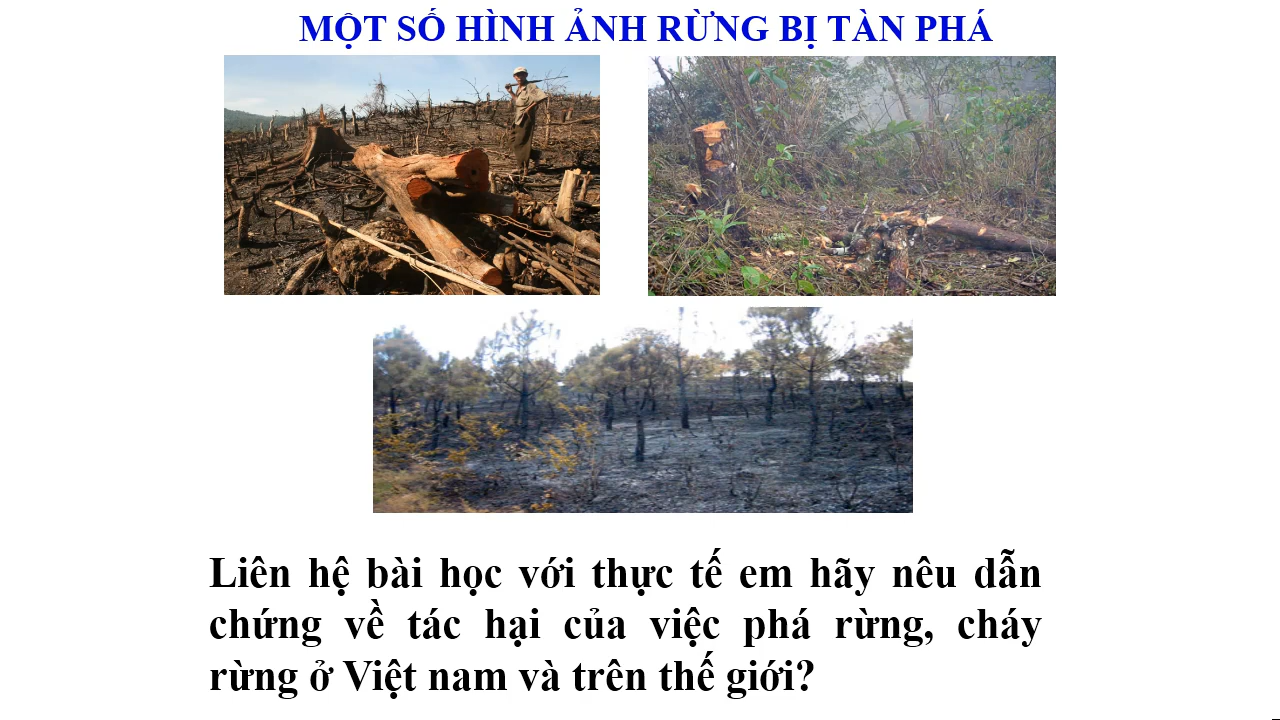 MỘT SỐ HÌNH ẢNH RỪNG BỊ TÀN PHÁ
Liên hệ bài học với thực tế em hãy nêu dẫn
chứng về tác hại của việc phá rừng, cháy
rừng ở Việt nam và trên thế giới?